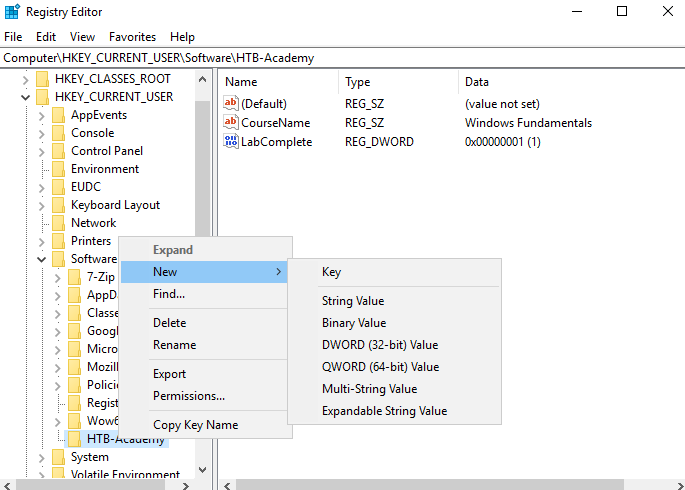 Registry Editor
File Edit View Favorites Help
Computer\HKEY_CURRENT_USER\Software\HTB-Academy
HKEY_CLASSES_ROOT
HKEY_CURRENT_USER
AppEvents
Console
Control Panel
Environment
EUDC
Keyboard Layout
Network
Printers
Software
7-Zip
AppDa
Classe
Googl
Micro
Mozill
Policie
Regist
Wow6
HTB-Academy
System
Volatile Environment
Name Type Data
(Default) REG_SZ (value not set)
CourseName REG_SZ Windows Fundamentals
LabComplete REG_DWORD 0x00000001 (1)
Expand
New
Find...
Delete
Rename
Export
Permissions...
Copy Key Name
Key
String Value
Binary Value
DWORD (32-bit) Value
QWORD (64-bit) Value
Multi-String Value
Expandable String Value